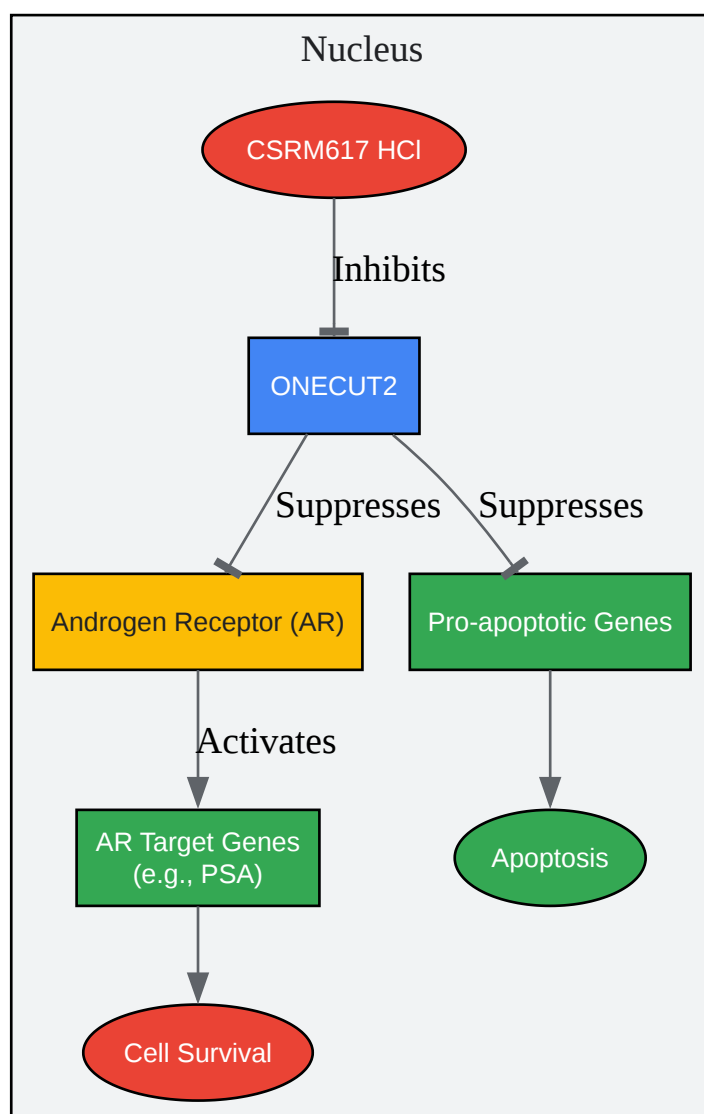 Nucleus
CSRM617 HCl
Inhibits
ONECUT2
Suppresses
Suppresses
Androgen Receptor (AR)
Pro-apoptotic Genes
Activates
AR Target Genes
(e.g., PSA)
Apoptosis
Cell Survival